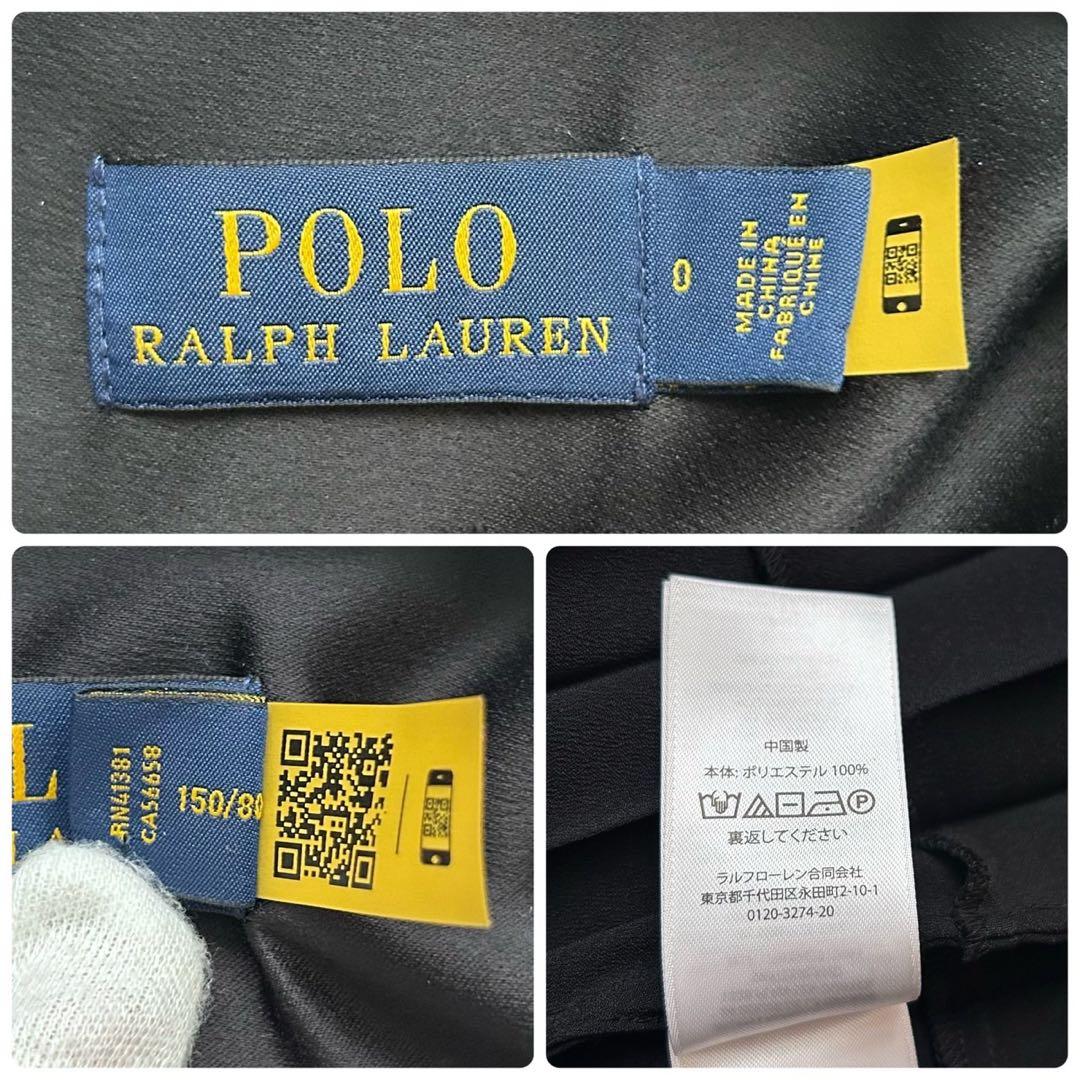 POLO
RALPH LAUREN
0
MADE IN
CHINA
FABRIQUÉ EN
CHINE
L
LA
RN41381
CA56658
150/80
中国製
本体: ポリエステル 100%
裏返してください
ラルフローレン合同会社
東京都千代田区永田町2-10-1
0120-3274-20